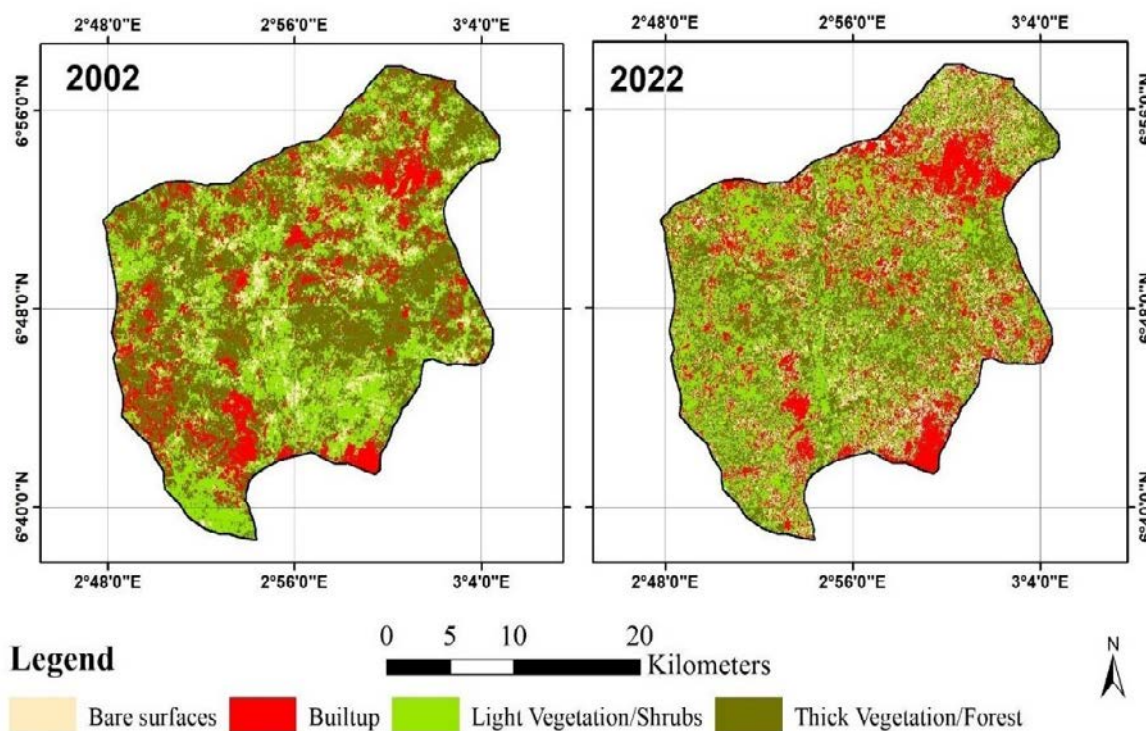 2°48'0"E 2°56'0"E 3°4'0"E 2°48'0"E 2°56'0"E 3°4'0"E
2002 2022
6°56'0"N 6°56'0"N
6°48'0"N 6°48'0"N
6°40'0"N 6°40'0"N
2°48'0"E 2°56'0"E 3°4'0"E 2°48'0"E 2°56'0"E 3°4'0"E
0 5 10 20
Legend Kilometers N
Bare surfaces Builtup Light Vegetation/Shrubs Thick Vegetation/Forest